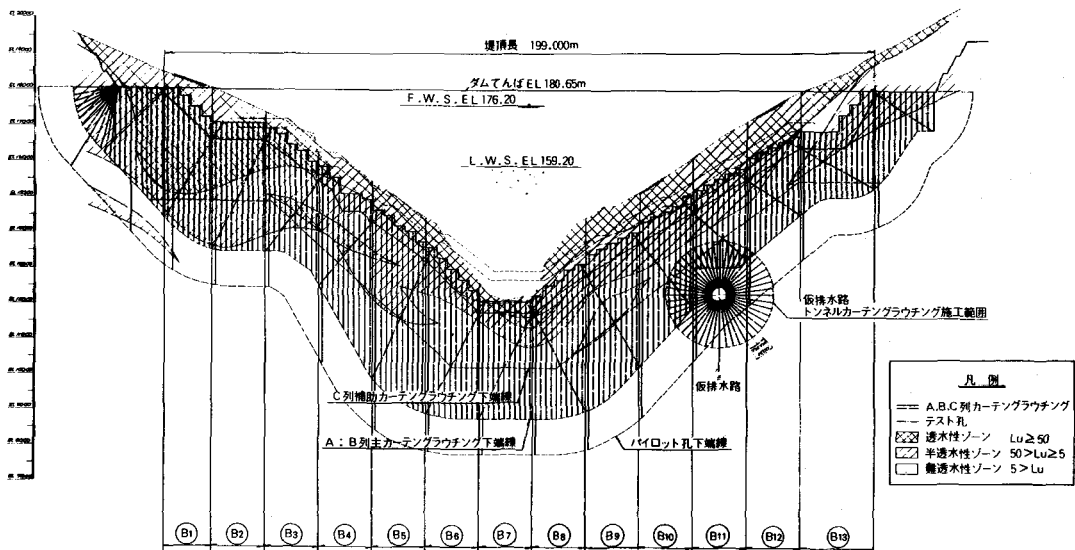 堤頂長 199.000m
ダムてんば EL 180.65m
F.W.S. EL 176.20
L.W.S. EL 159.20
仮排水路
トンネルカーテングラウチング施工範囲
仮排水路
C列補助カーテングラウチング下端線
A:B列主カーテングラウチング下端線
パイロット孔下端線
凡例
A.B.C列カーテングラウチング
テスト孔
透水性ゾーン Lu≧50
半透水性ゾーン 50>Lu≧5
難透水性ゾーン 5>Lu
B1 B2 B3 B4 B5 B6 B7 B8 B9 B10 B11 B12 B13